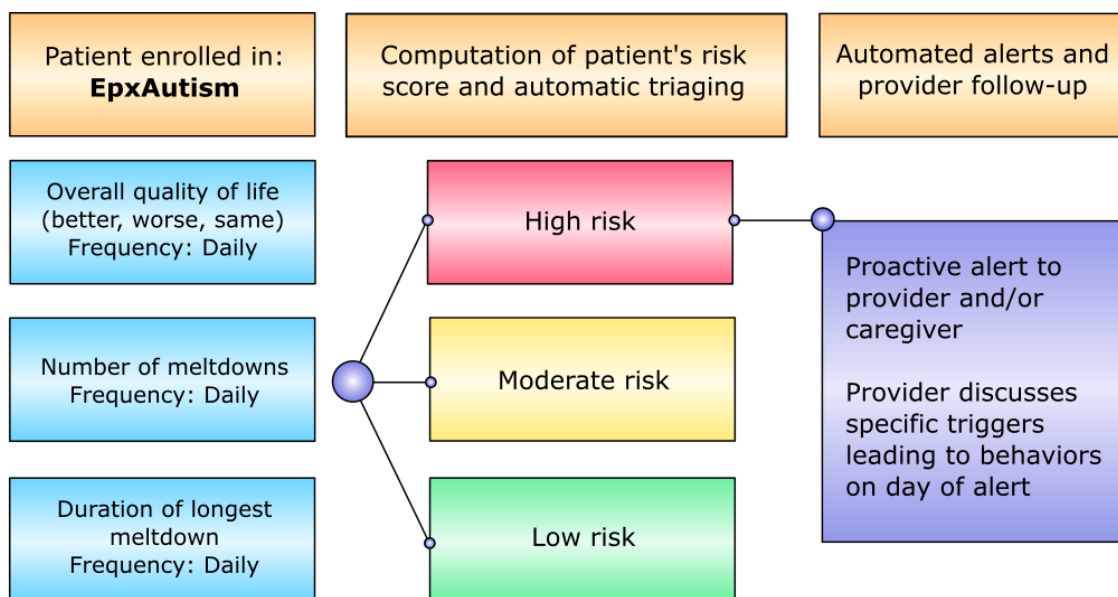 Patient enrolled in:
EpxAutism
Computation of patient's risk
score and automatic triaging
Automated alerts and
provider follow-up
Overall quality of life
(better, worse, same)
Frequency: Daily
Number of meltdowns
Frequency: Daily
Duration of longest
meltdown
Frequency: Daily
High risk
Moderate risk
Low risk
Proactive alert to
provider and/or
caregiver
Provider discusses
specific triggers
leading to behaviors
on day of alert